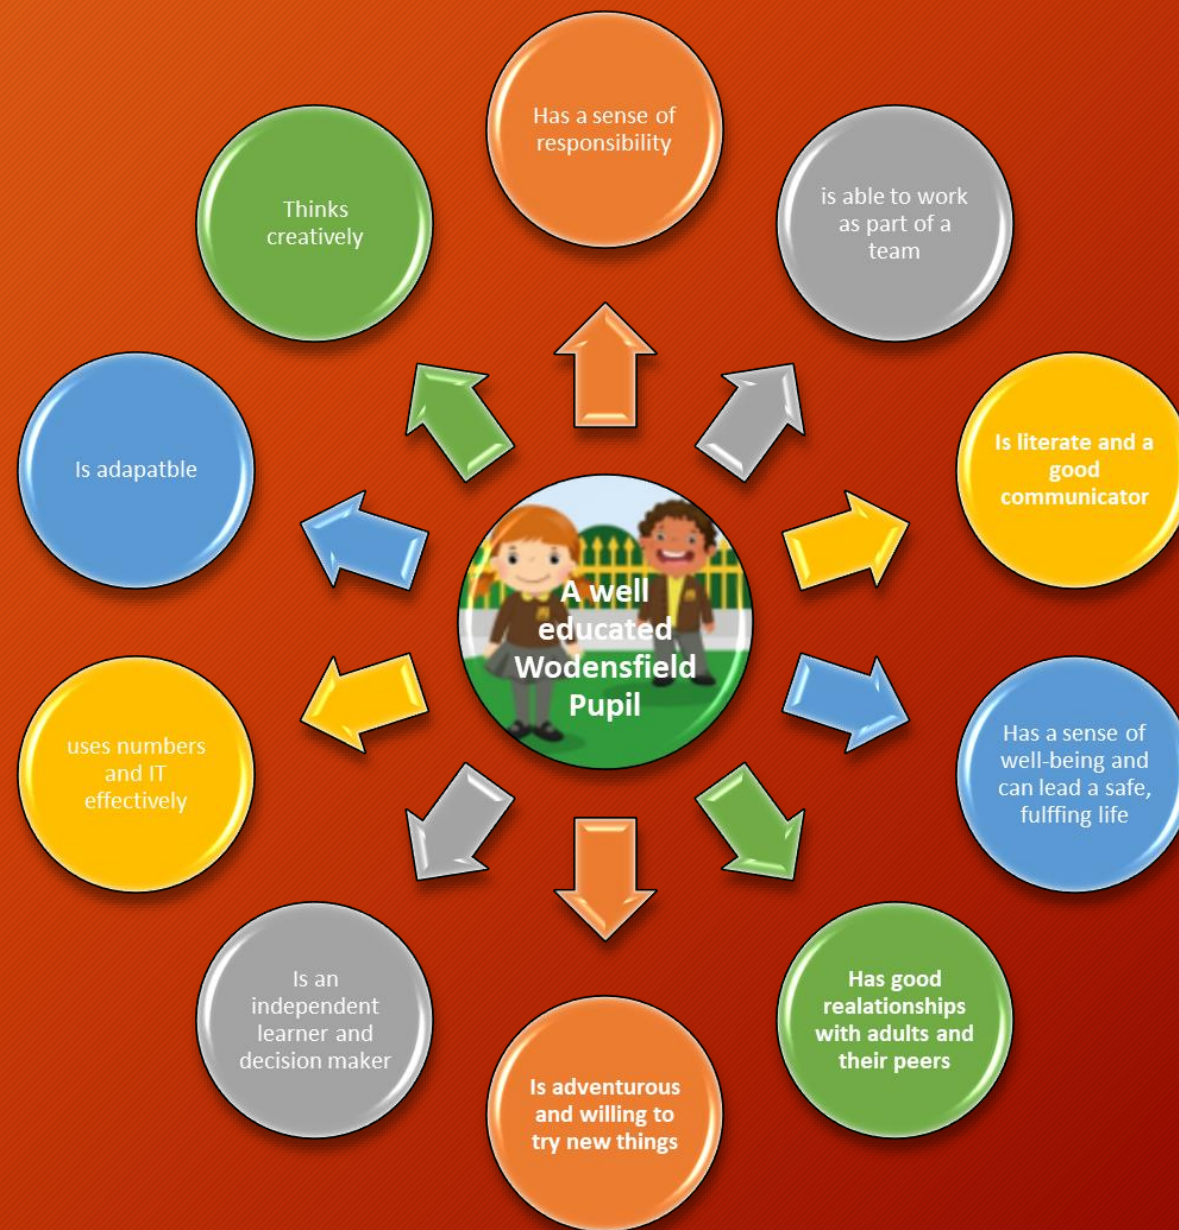 Has a sense of
responsibility
is able to work
as part of a
team
Is literate and a
good
communicator
Has a sense of
well-being and
can lead a safe,
fulffing life
Has good
realationships
with adults and
their peers
Is adventurous
and willing to
try new things
Is an
independent
learner and
decision maker
uses numbers
and IT
effectively
Is adapatble
Thinks
creatively
A well
educated
Wodensfield
Pupil